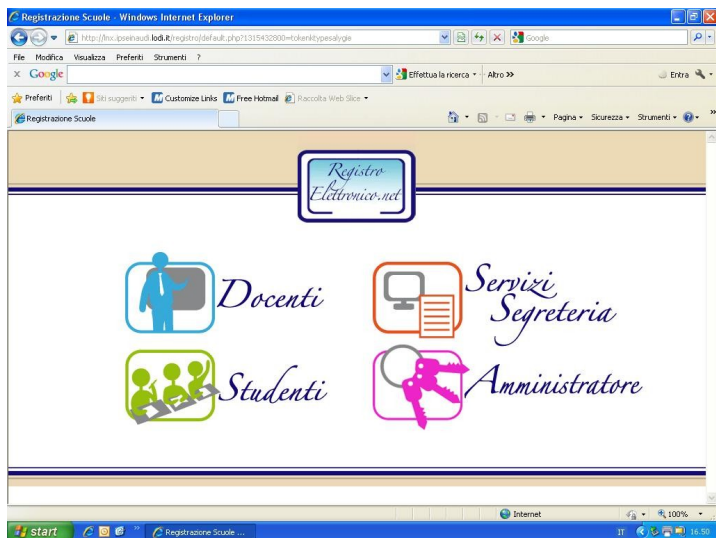 Registrazione Scuole - Windows Internet Explorer
http://lnx.ipseinaudi.lodi.it/registro/default.php?1315432800=tokenktypesalygie
Google
File Modifica Visualizza Preferiti Strumenti ?
x Google Effettua la ricerca Altro >> Entra
Preferiti Siti suggeriti Customize Links Free Hotmail Raccolta Web Slice
Registrazione Scuole Pagina Sicurezza Strumenti
Registro
Elettronico.net
Docenti
Servizi
Segreteria
Studenti
Amministratore
Internet 100%
start Registrazione Scuole ... IT 16.50